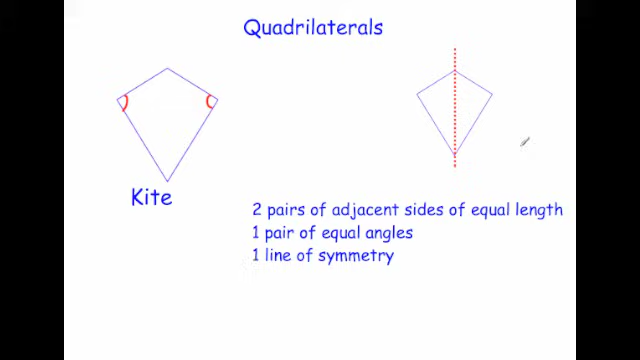 Quadrilaterals
Kite
2 pairs of adjacent sides of equal length
1 pair of equal angles
1 line of symmetry